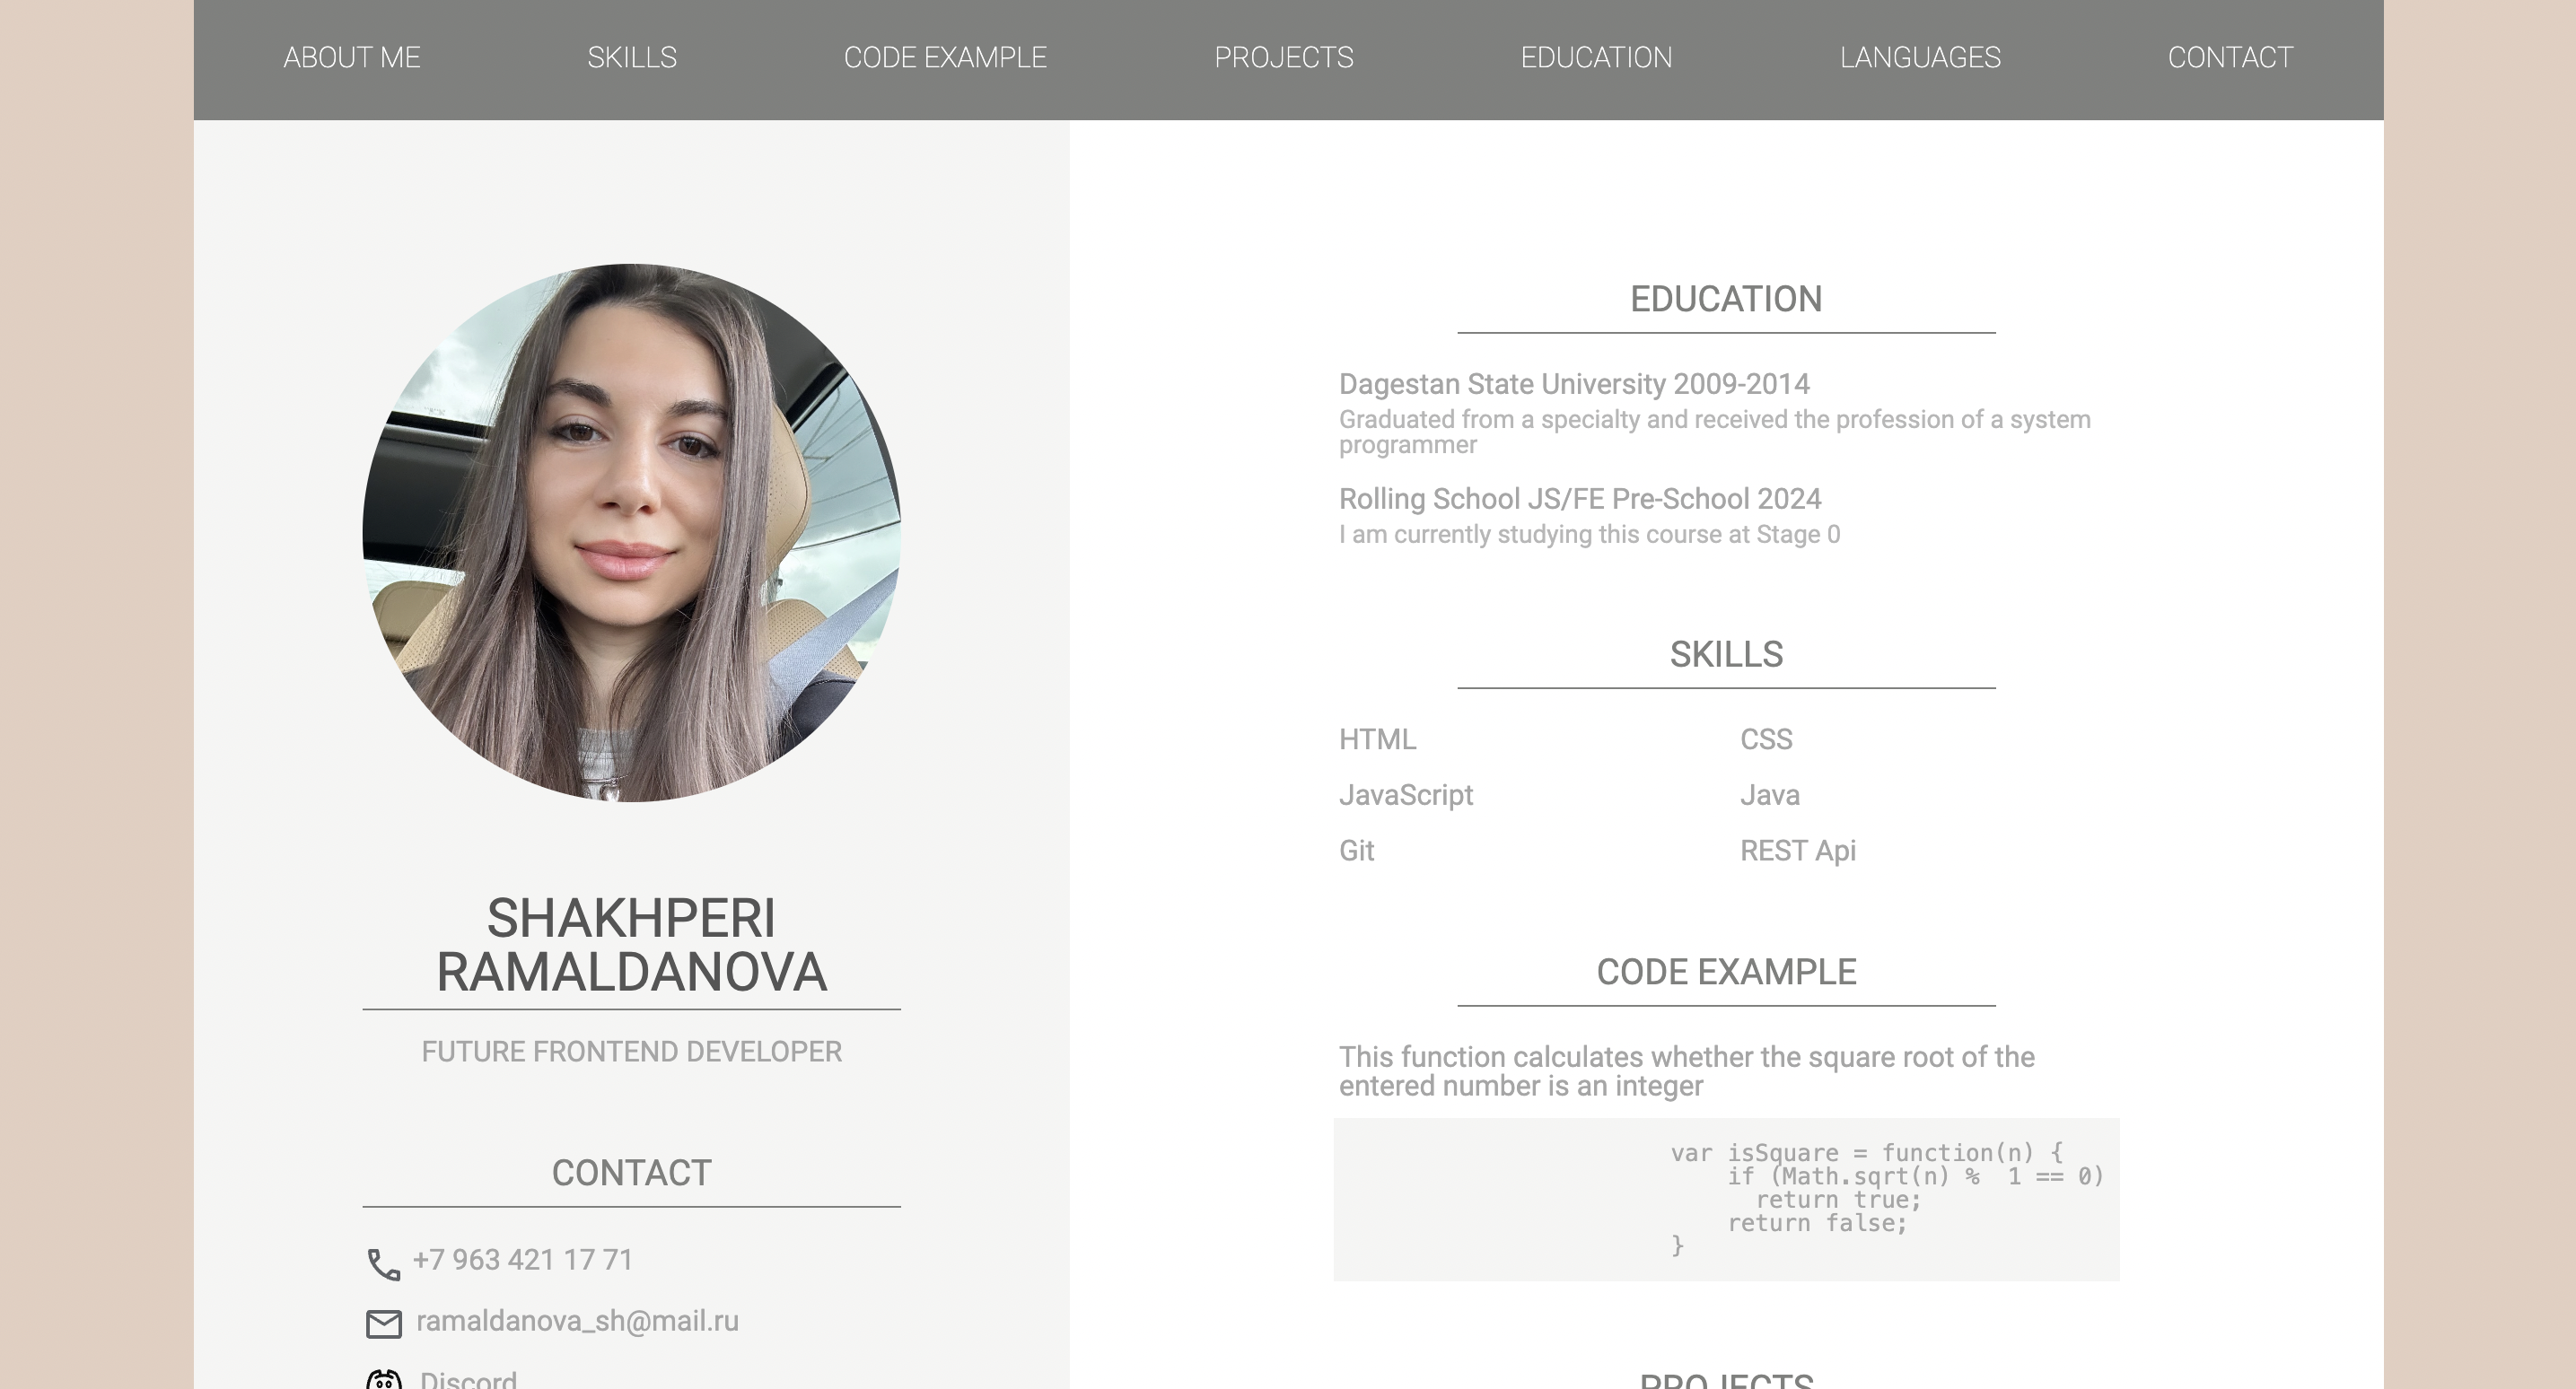 ABOUT ME
SKILLS
CODE EXAMPLE
PROJECTS
EDUCATION
LANGUAGES
CONTACT
SHAKHPERI
RAMALDANOVA
FUTURE FRONTEND DEVELOPER
CONTACT
+7 963 421 17 71
ramaldanova_sh@mail.ru
Discord
EDUCATION
Dagestan State University 2009-2014
Graduated from a specialty and received the profession of a system
programmer
Rolling School JS/FE Pre-School 2024
I am currently studying this course at Stage 0
SKILLS
HTML
CSS
JavaScript
Java
Git
REST Api
CODE EXAMPLE
This function calculates whether the square root of the
entered number is an integer
var isSquare = function(n) {
    if (Math.sqrt(n) %  1 == 0)
      return true;
    return false;
}
PROJECTS